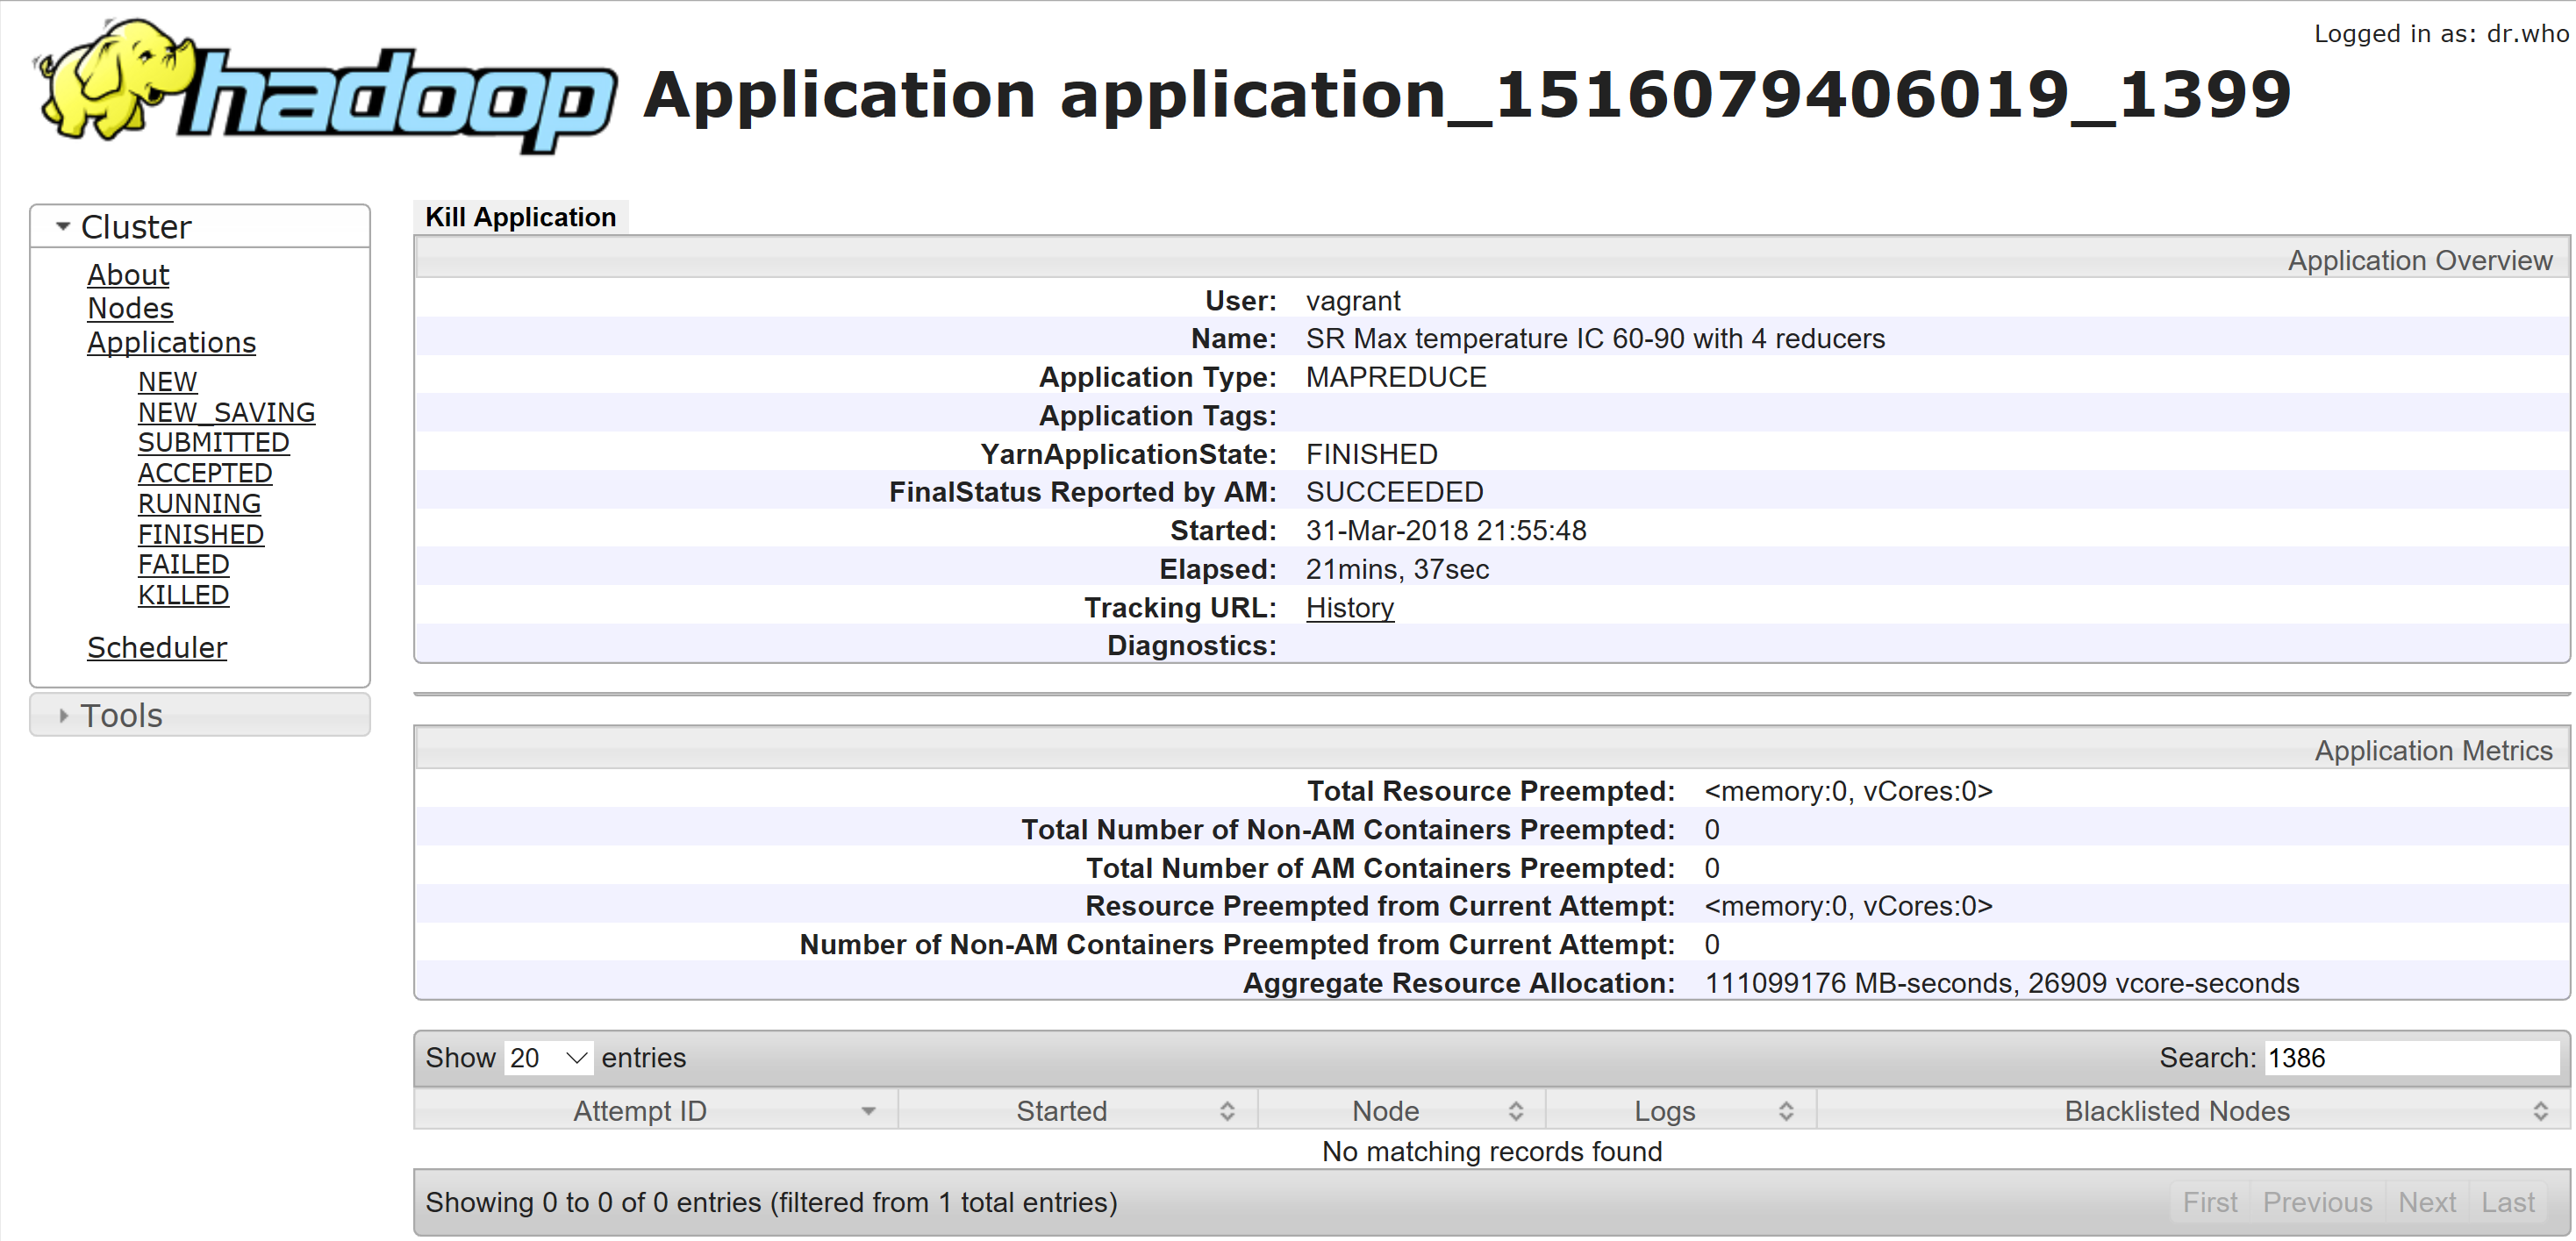 Logged in as: dr.who
hadoop
Application application_1516079406019_1399
Cluster
About
Nodes
Applications
NEW
NEW_SAVING
SUBMITTED
ACCEPTED
RUNNING
FINISHED
FAILED
KILLED
Scheduler
Tools
Kill Application
Application Overview
User: vagrant
Name: SR Max temperature IC 60-90 with 4 reducers
Application Type: MAPREDUCE
Application Tags:
YarnApplicationState: FINISHED
FinalStatus Reported by AM: SUCCEEDED
Started: 31-Mar-2018 21:55:48
Elapsed: 21mins, 37sec
Tracking URL: History
Diagnostics:
Application Metrics
Total Resource Preempted: <memory:0, vCores:0>
Total Number of Non-AM Containers Preempted: 0
Total Number of AM Containers Preempted: 0
Resource Preempted from Current Attempt: <memory:0, vCores:0>
Number of Non-AM Containers Preempted from Current Attempt: 0
Aggregate Resource Allocation: 111099176 MB-seconds, 26909 vcore-seconds
Show 20 entries Search: 1386
Attempt ID Started Node Logs Blacklisted Nodes
No matching records found
Showing 0 to 0 of 0 entries (filtered from 1 total entries) First Previous Next Last